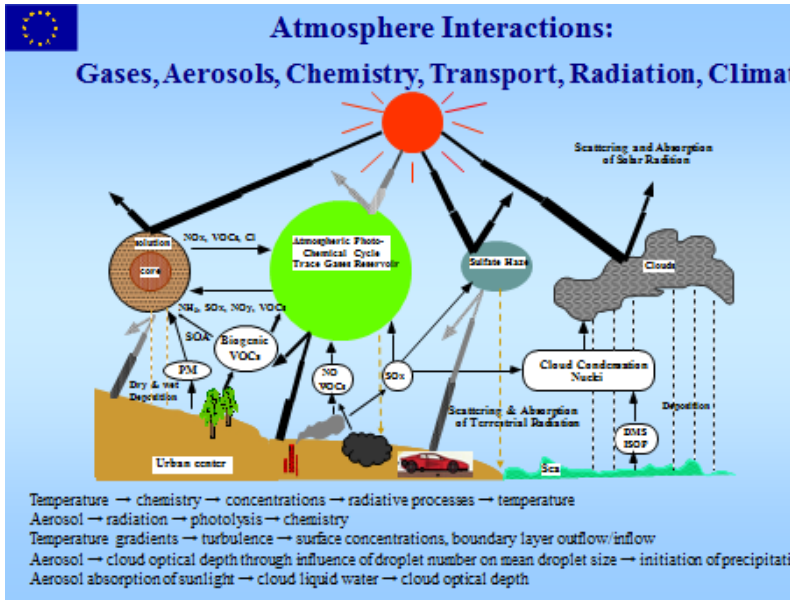 Atmosphere Interactions:
Gases, Aerosols, Chemistry, Transport, Radiation, Climat
Scattering and Absorption
of Solar Radition
solution
core
NOx, VOCs, Cl
Atmospheric Photo-
Chemical Cycle
Trace Gases Reservoir
Sulfate Haze
Clouds
NH₃, SOx, NOy, VOCs
SOA
Biogenic
VOCs
PM
NO
VOCs
SOx
Cloud Condensation
Nuclei
Dry & wet
Deposition
Scattering & Absorption
of Terrestrial Radiation
Deposition
DMS
ISOP
Urban center
Sea
Temperature → chemistry → concentrations → radiative processes → temperature
Aerosol → radiation → photolysis → chemistry
Temperature gradients → turbulence → surface concentrations, boundary layer outflow/inflow
Aerosol → cloud optical depth through influence of droplet number on mean droplet size → initiation of precipitati
Aerosol absorption of sunlight → cloud liquid water → cloud optical depth